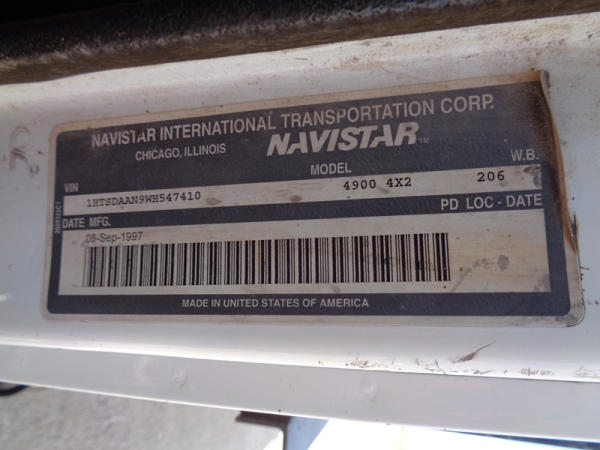 NAVISTAR INTERNATIONAL TRANSPORTATION CORP.
CHICAGO, ILLINOIS NAVISTAR™
VIN MODEL W.B.
1HTSDAAN9WH547410 4900 4X2 206
DATE MFG. PD LOC - DATE
08-Sep-1997
MADE IN UNITED STATES OF AMERICA